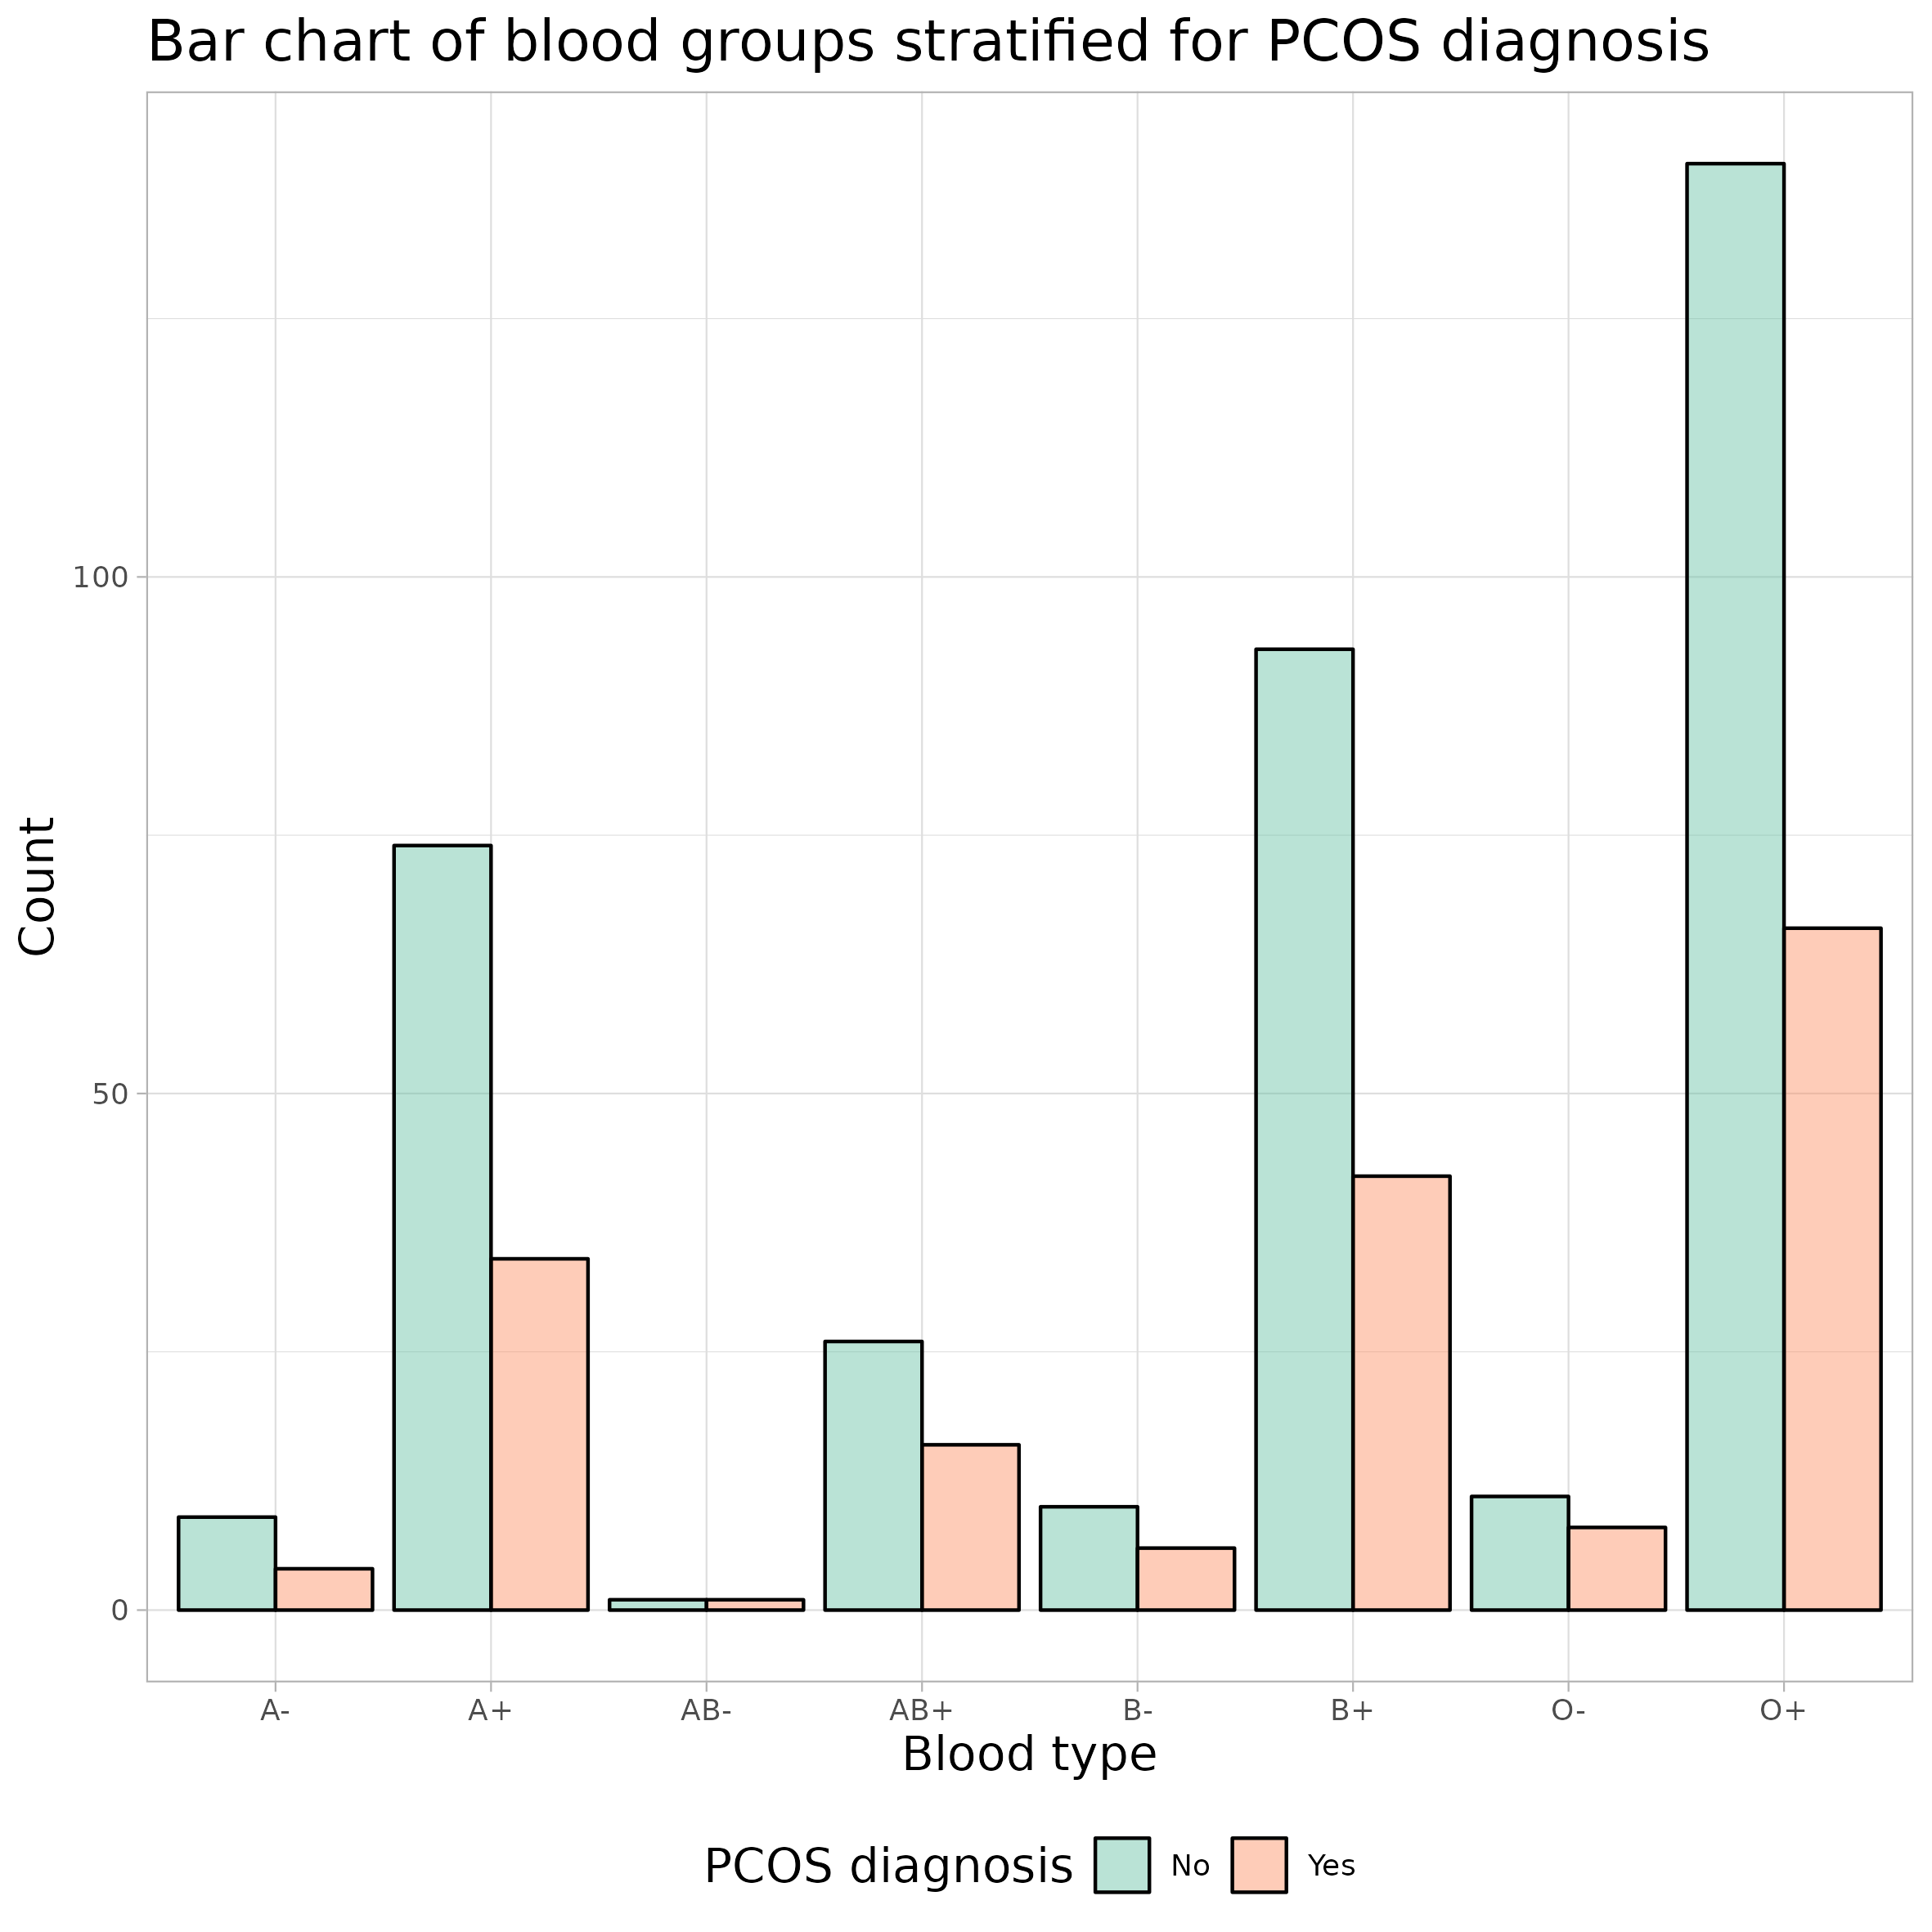 Bar chart of blood groups stratified for PCOS diagnosis
Count
100
50
0
A-
A+
AB-
AB+
B-
B+
O-
O+
Blood type
PCOS diagnosis No Yes